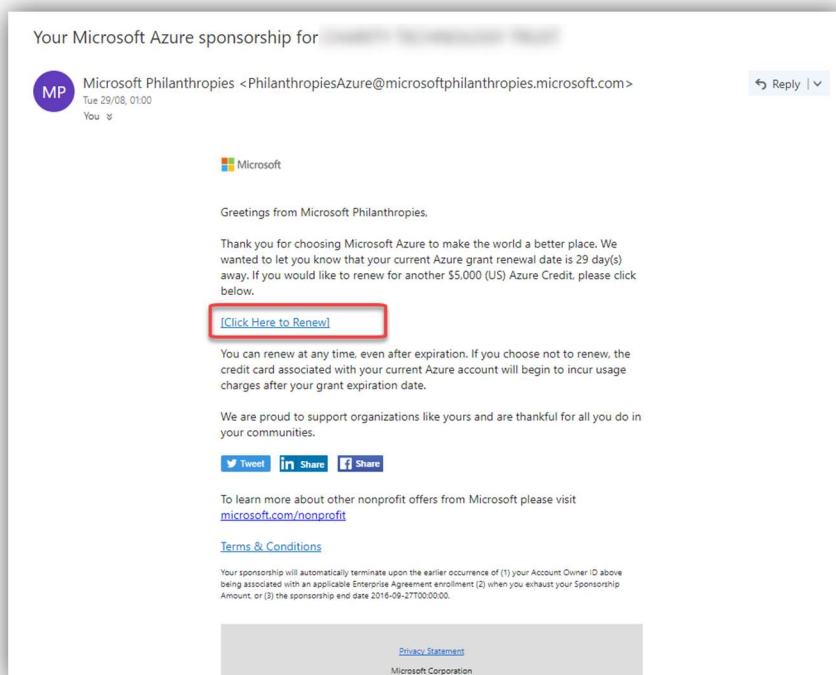 Your Microsoft Azure sponsorship for
MP
Microsoft Philanthropies <PhilanthropiesAzure@microsoftphilanthropies.microsoft.com>
Reply
Tue 29/08, 01:00
You
Microsoft
Greetings from Microsoft Philanthropies,
Thank you for choosing Microsoft Azure to make the world a better place. We
wanted to let you know that your current Azure grant renewal date is 29 day(s)
away. If you would like to renew for another $5,000 (US) Azure Credit, please click
below.
[Click Here to Renew]
You can renew at any time, even after expiration. If you choose not to renew, the
credit card associated with your current Azure account will begin to incur usage
charges after your grant expiration date.
We are proud to support organizations like yours and are thankful for all you do in
your communities.
Tweet in Share f Share
To learn more about other nonprofit offers from Microsoft please visit
microsoft.com/nonprofit
Terms & Conditions
Your sponsorship will automatically terminate upon the earlier occurrence of (1) your Account Owner ID above
being associated with an applicable Enterprise Agreement enrollment (2) when you exhaust your Sponsorship
Amount, or (3) the sponsorship end date 2016-09-27T00:00:00.
Privacy Statement
Microsoft Corporation